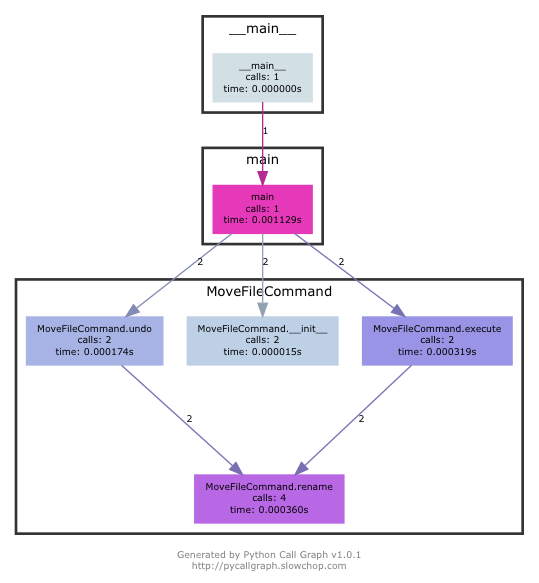 __main__
__main__
calls: 1
time: 0.000000s
1
main
main
calls: 1
time: 0.001129s
2
2
2
MoveFileCommand
MoveFileCommand.undo
calls: 2
time: 0.000174s
MoveFileCommand.__init__
calls: 2
time: 0.000015s
MoveFileCommand.execute
calls: 2
time: 0.000319s
2
2
MoveFileCommand.rename
calls: 4
time: 0.000360s
Generated by Python Call Graph v1.0.1
http://pycallgraph.slowchop.com